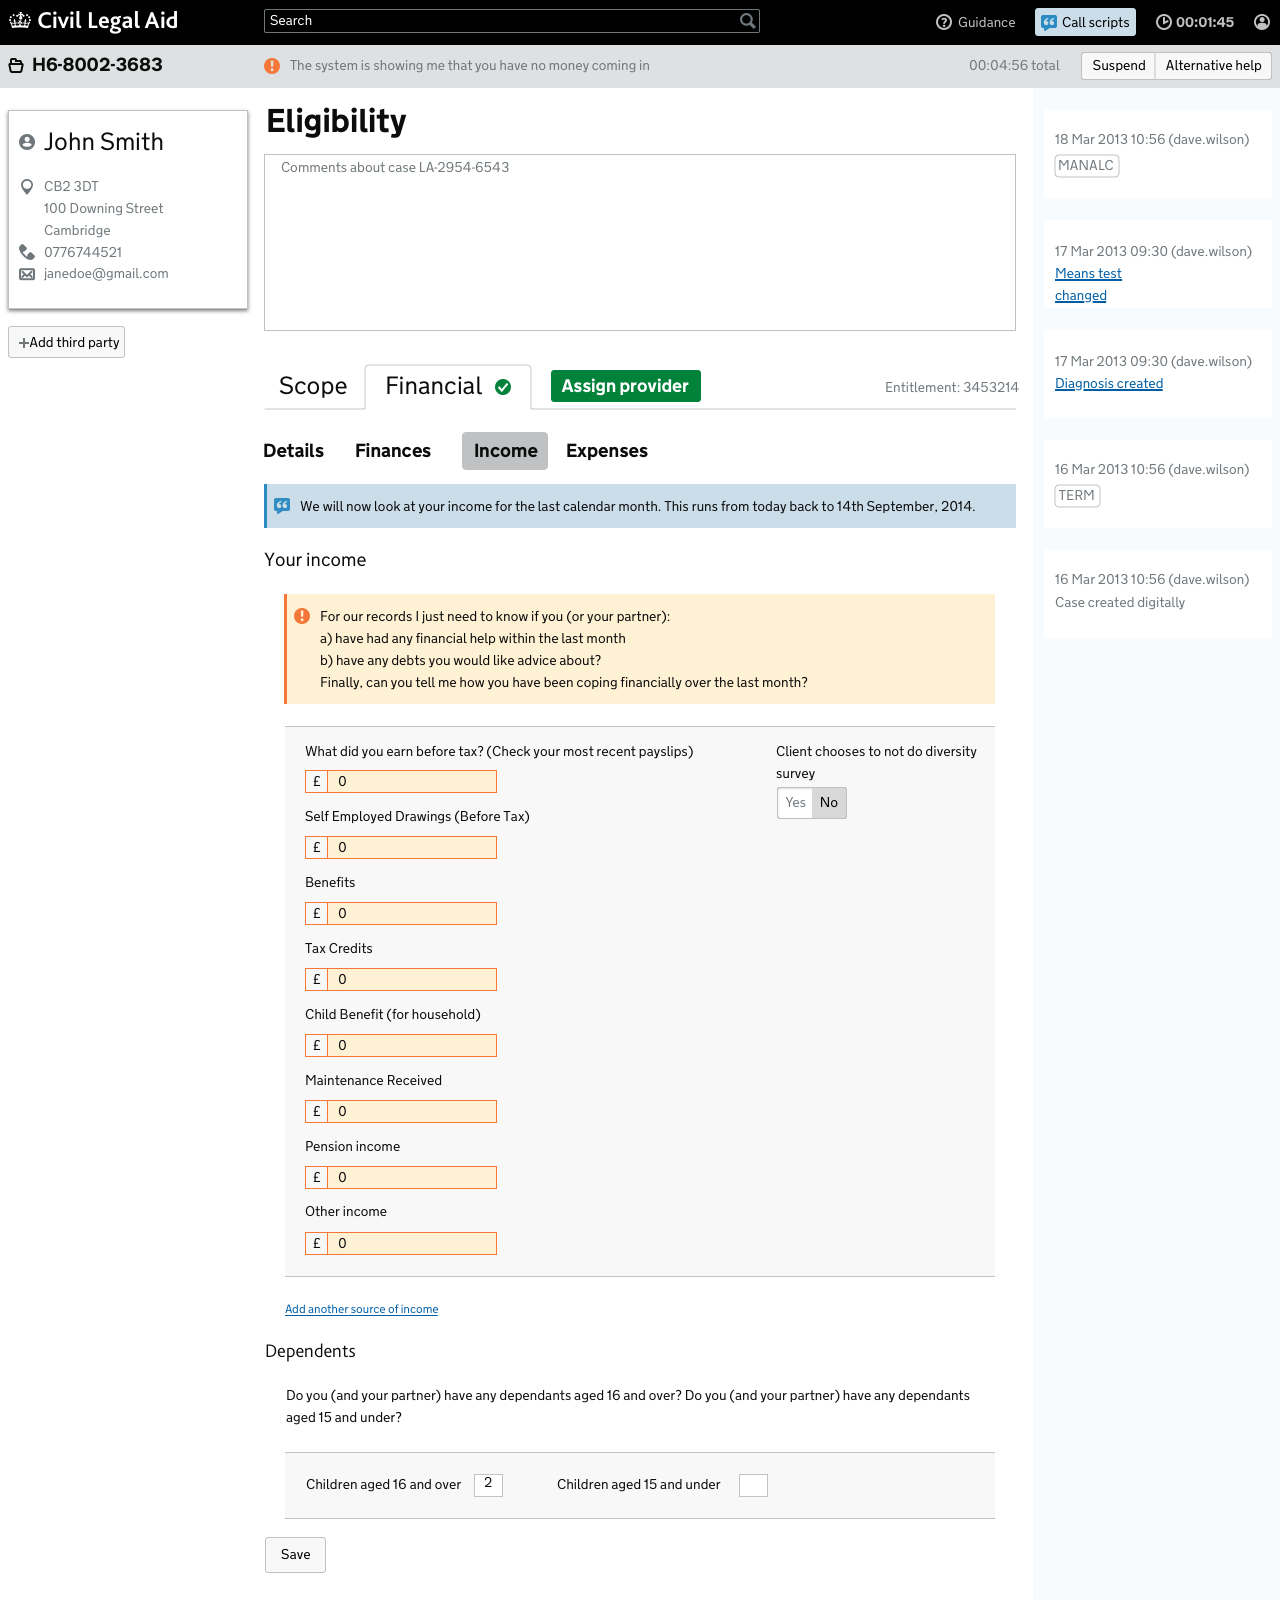 Civil Legal Aid
Search
Guidance
Call scripts
00:01:45
H6-8002-3683
The system is showing me that you have no money coming in
00:04:56 total
Suspend
Alternative help
John Smith
CB2 3DT
100 Downing Street
Cambridge
0776744521
janedoe@gmail.com
+Add third party
Eligibility
Comments about case LA-2954-6543
Scope
Financial
Assign provider
Entitlement: 3453214
Details
Finances
Income
Expenses
We will now look at your income for the last calendar month. This runs from today back to 14th September, 2014.
Your income
For our records I just need to know if you (or your partner):
a) have had any financial help within the last month
b) have any debts you would like advice about?
Finally, can you tell me how you have been coping financially over the last month?
What did you earn before tax? (Check your most recent payslips)
£ 0
Self Employed Drawings (Before Tax)
£ 0
Benefits
£ 0
Tax Credits
£ 0
Child Benefit (for household)
£ 0
Maintenance Received
£ 0
Pension income
£ 0
Other income
£ 0
Client chooses to not do diversity
survey
Yes No
Add another source of income
Dependents
Do you (and your partner) have any dependants aged 16 and over? Do you (and your partner) have any dependants
aged 15 and under?
Children aged 16 and over 2
Children aged 15 and under
Save
18 Mar 2013 10:56 (dave.wilson)
MANALC
17 Mar 2013 09:30 (dave.wilson)
Means test
changed
17 Mar 2013 09:30 (dave.wilson)
Diagnosis created
16 Mar 2013 10:56 (dave.wilson)
TERM
16 Mar 2013 10:56 (dave.wilson)
Case created digitally